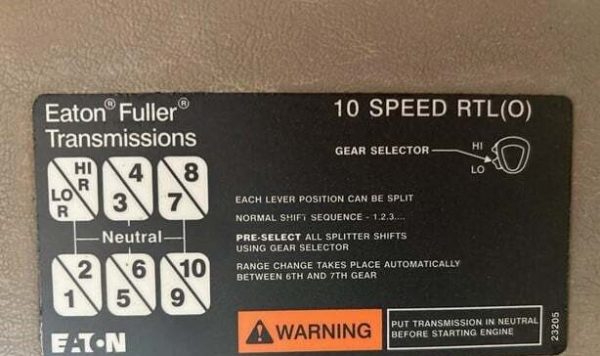 Eaton® Fuller®
Transmissions
10 SPEED RTL(O)
GEAR SELECTOR
HI
LO
HI
R
LO
R
4
3
8
7
Neutral
2
1
6
5
10
9
EACH LEVER POSITION CAN BE SPLIT
NORMAL SHIFT SEQUENCE - 1.2.3....
PRE-SELECT ALL SPLITTER SHIFTS
USING GEAR SELECTOR
RANGE CHANGE TAKES PLACE AUTOMATICALLY
BETWEEN 6TH AND 7TH GEAR
EATON
WARNING
PUT TRANSMISSION IN NEUTRAL
BEFORE STARTING ENGINE
23205